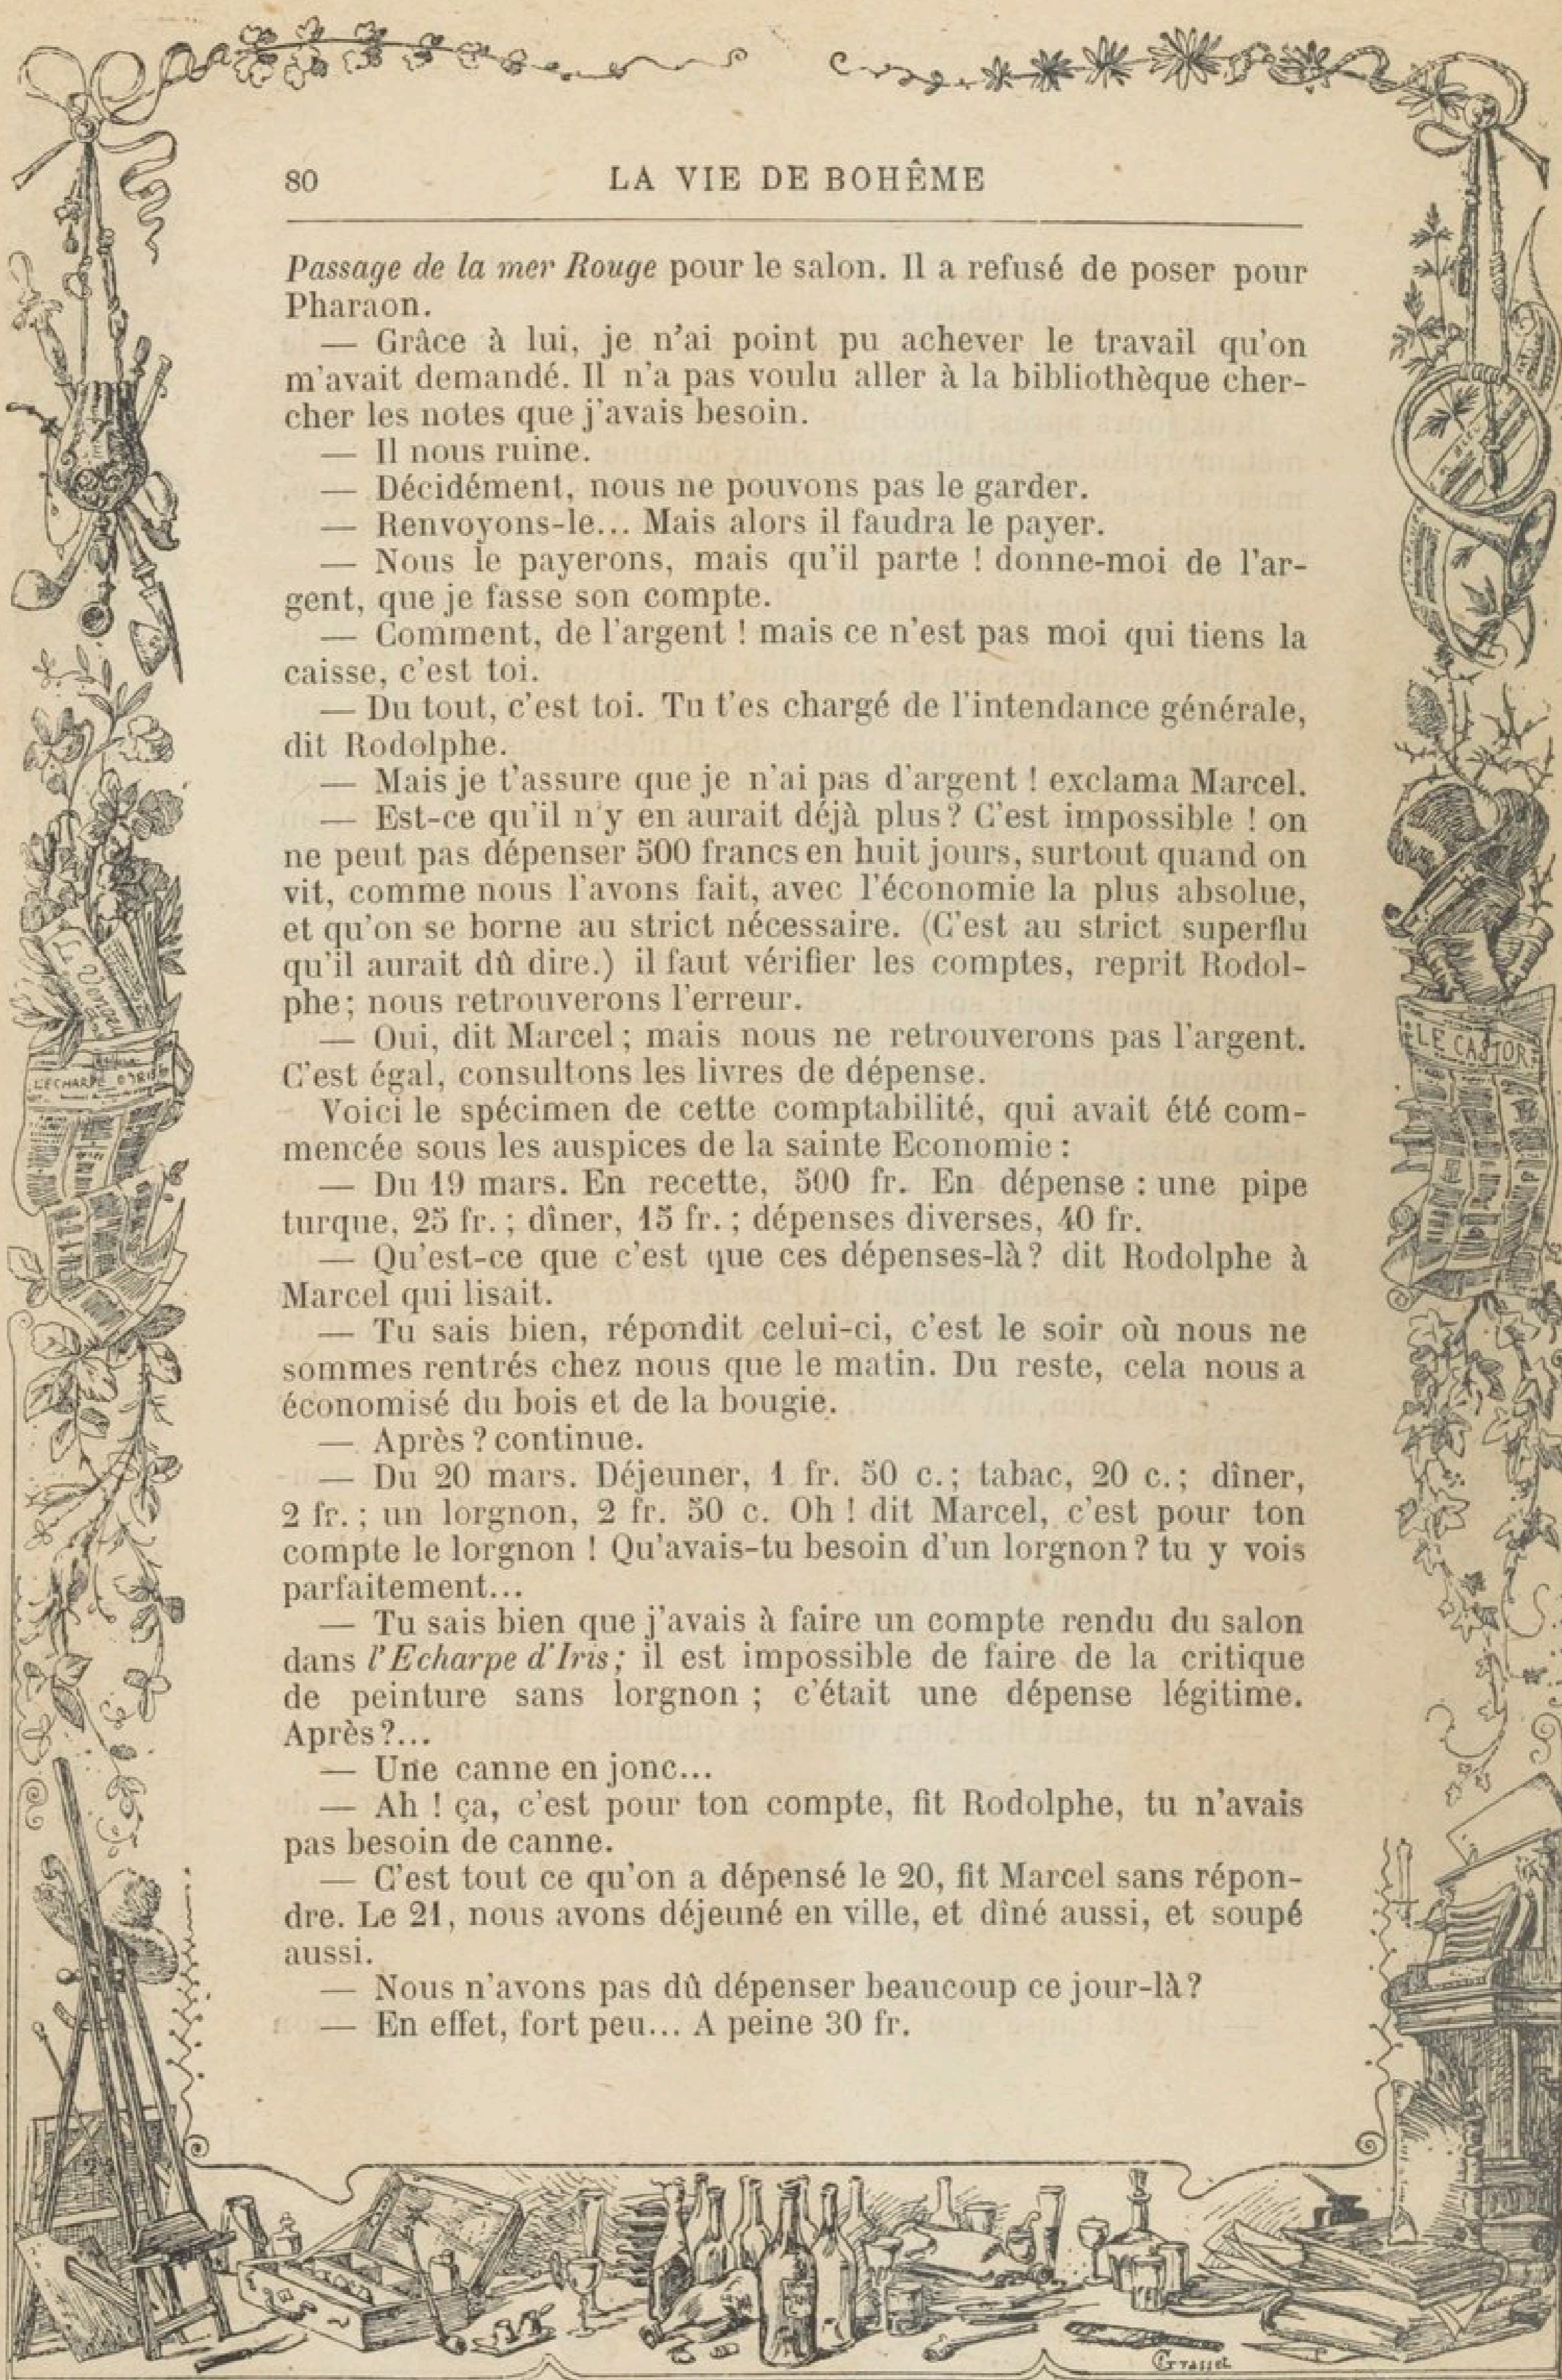 80
LA VIE DE BOHÊME
Passage de la mer Rouge pour le salon. Il a refusé de poser pour
Pharaon.
— Grâce à lui, je n'ai point pu achever le travail qu'on
m'avait demandé. Il n'a pas voulu aller à la bibliothèque cher-
cher les notes que j'avais besoin.
— Il nous ruine.
— Décidément, nous ne pouvons pas le garder.
— Renvoyons-le... Mais alors il faudra le payer.
— Nous le payerons, mais qu'il parte ! donne-moi de l'ar-
gent, que je fasse son compte.
— Comment, de l'argent ! mais ce n'est pas moi qui tiens la
caisse, c'est toi.
— Du tout, c'est toi. Tu t'es chargé de l'intendance générale,
dit Rodolphe.
— Mais je t'assure que je n'ai pas d'argent ! exclama Marcel.
— Est-ce qu'il n'y en aurait déjà plus? C'est impossible ! on
ne peut pas dépenser 500 francs en huit jours, surtout quand on
vit, comme nous l'avons fait, avec l'économie la plus absolue,
et qu'on se borne au strict nécessaire. (C'est au strict superflu
qu'il aurait dû dire.) il faut vérifier les comptes, reprit Rodol-
phe; nous retrouverons l'erreur.
— Oui, dit Marcel ; mais nous ne retrouverons pas l'argent.
C'est égal, consultons les livres de dépense.
Voici le spécimen de cette comptabilité, qui avait été com-
mencée sous les auspices de la sainte Economie :
— Du 19 mars. En recette, 500 fr. En dépense : une pipe
turque, 25 fr. ; dîner, 15 fr. ; dépenses diverses, 40 fr.
— Qu'est-ce que c'est que ces dépenses-là? dit Rodolphe à
Marcel qui lisait.
— Tu sais bien, répondit celui-ci, c'est le soir où nous ne
sommes rentrés chez nous que le matin. Du reste, cela nous a
économisé du bois et de la bougie.
— Après ? continue.
— Du 20 mars. Déjeuner, 1 fr. 50 c. ; tabac, 20 c. ; dîner,
2 fr. ; un lorgnon, 2 fr. 50 c. Oh ! dit Marcel, c'est pour ton
compte le lorgnon ! Qu'avais-tu besoin d'un lorgnon? tu y vois
parfaitement...
— Tu sais bien que j'avais à faire un compte rendu du salon
dans l'Echarpe d'Iris; il est impossible de faire de la critique
de peinture sans lorgnon ; c'était une dépense légitime.
Après?...
— Une canne en jonc...
— Ah ! ça, c'est pour ton compte, fit Rodolphe, tu n'avais
pas besoin de canne.
— C'est tout ce qu'on a dépensé le 20, fit Marcel sans répon-
dre. Le 21, nous avons déjeuné en ville, et dîné aussi, et soupé
aussi.
— Nous n'avons pas dû dépenser beaucoup ce jour-là?
— En effet, fort peu... A peine 30 fr.
L'ECHARPE D'IRIS
LE CASTOR
Grasset